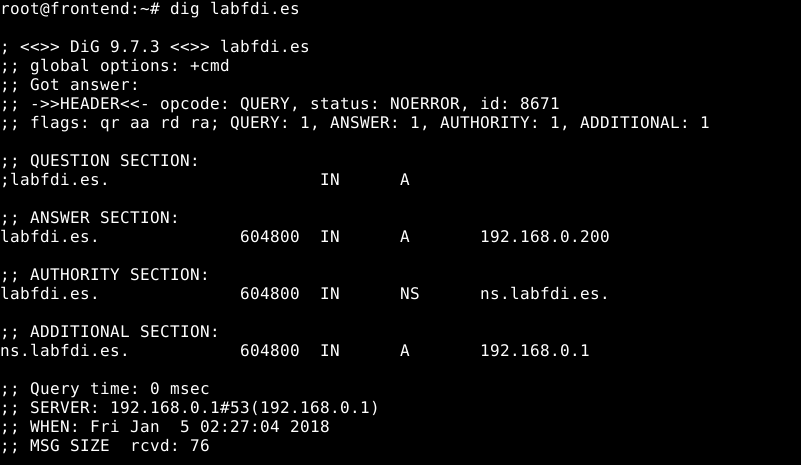 root@frontend:~# dig labfdi.es
; <<>> DiG 9.7.3 <<>> labfdi.es
;; global options: +cmd
;; Got answer:
;; ->>HEADER<<- opcode: QUERY, status: NOERROR, id: 8671
;; flags: qr aa rd ra; QUERY: 1, ANSWER: 1, AUTHORITY: 1, ADDITIONAL: 1
;; QUESTION SECTION:
;labfdi.es. IN A
;; ANSWER SECTION:
labfdi.es. 604800 IN A 192.168.0.200
;; AUTHORITY SECTION:
labfdi.es. 604800 IN NS ns.labfdi.es.
;; ADDITIONAL SECTION:
ns.labfdi.es. 604800 IN A 192.168.0.1
;; Query time: 0 msec
;; SERVER: 192.168.0.1#53(192.168.0.1)
;; WHEN: Fri Jan  5 02:27:04 2018
;; MSG SIZE  rcvd: 76